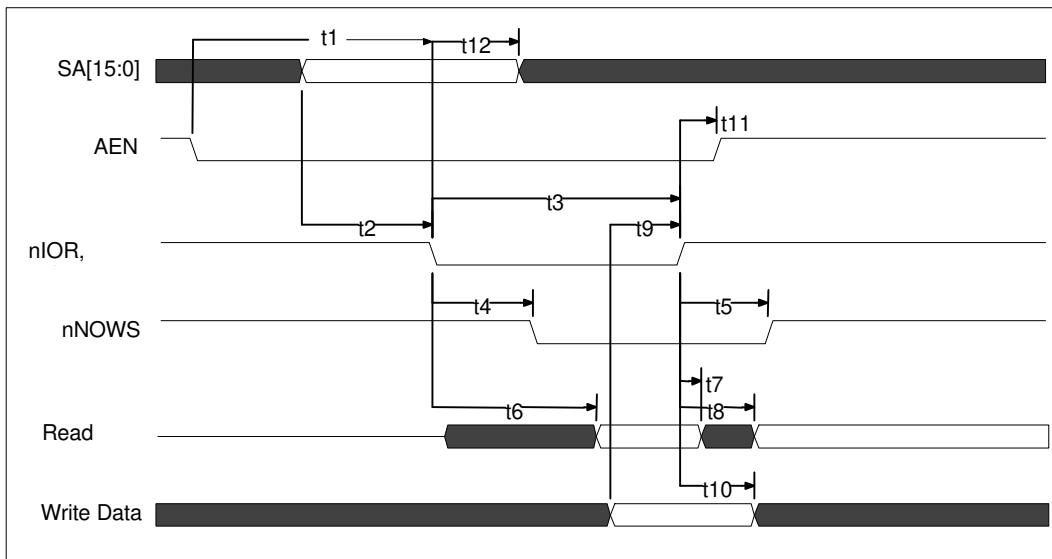 t1
t12
SA[15:0]
t11
AEN
t3
t2
t9
nIOR,
t4
t5
nNOWS
t7
t6
t8
Read
t10
Write Data